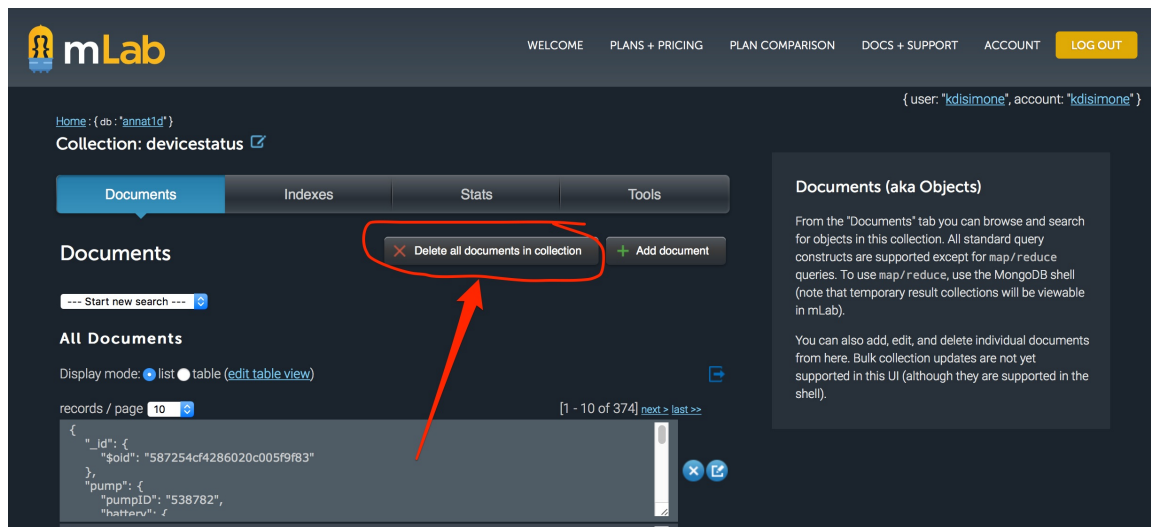 mLab
WELCOME PLANS + PRICING PLAN COMPARISON DOCS + SUPPORT ACCOUNT LOG OUT
{ user: "kdisimone", account: "kdisimone" }
Home : { db : "annat1d" }
Collection: devicestatus
Documents Indexes Stats Tools
Documents
Delete all documents in collection
Add document
--- Start new search ---
All Documents
Display mode: list table (edit table view)
records / page 10
[1 - 10 of 374] next > last >>
{
"_id": {
"$oid": "587254cf4286020c005f9f83"
},
"pump": {
"pumpID": "538782",
"battery": {
Documents (aka Objects)
From the "Documents" tab you can browse and search
for objects in this collection. All standard query
constructs are supported except for map/reduce
queries. To use map/reduce, use the MongoDB shell
(note that temporary result collections will be viewable
in mLab).
You can also add, edit, and delete individual documents
from here. Bulk collection updates are not yet
supported in this UI (although they are supported in the
shell).